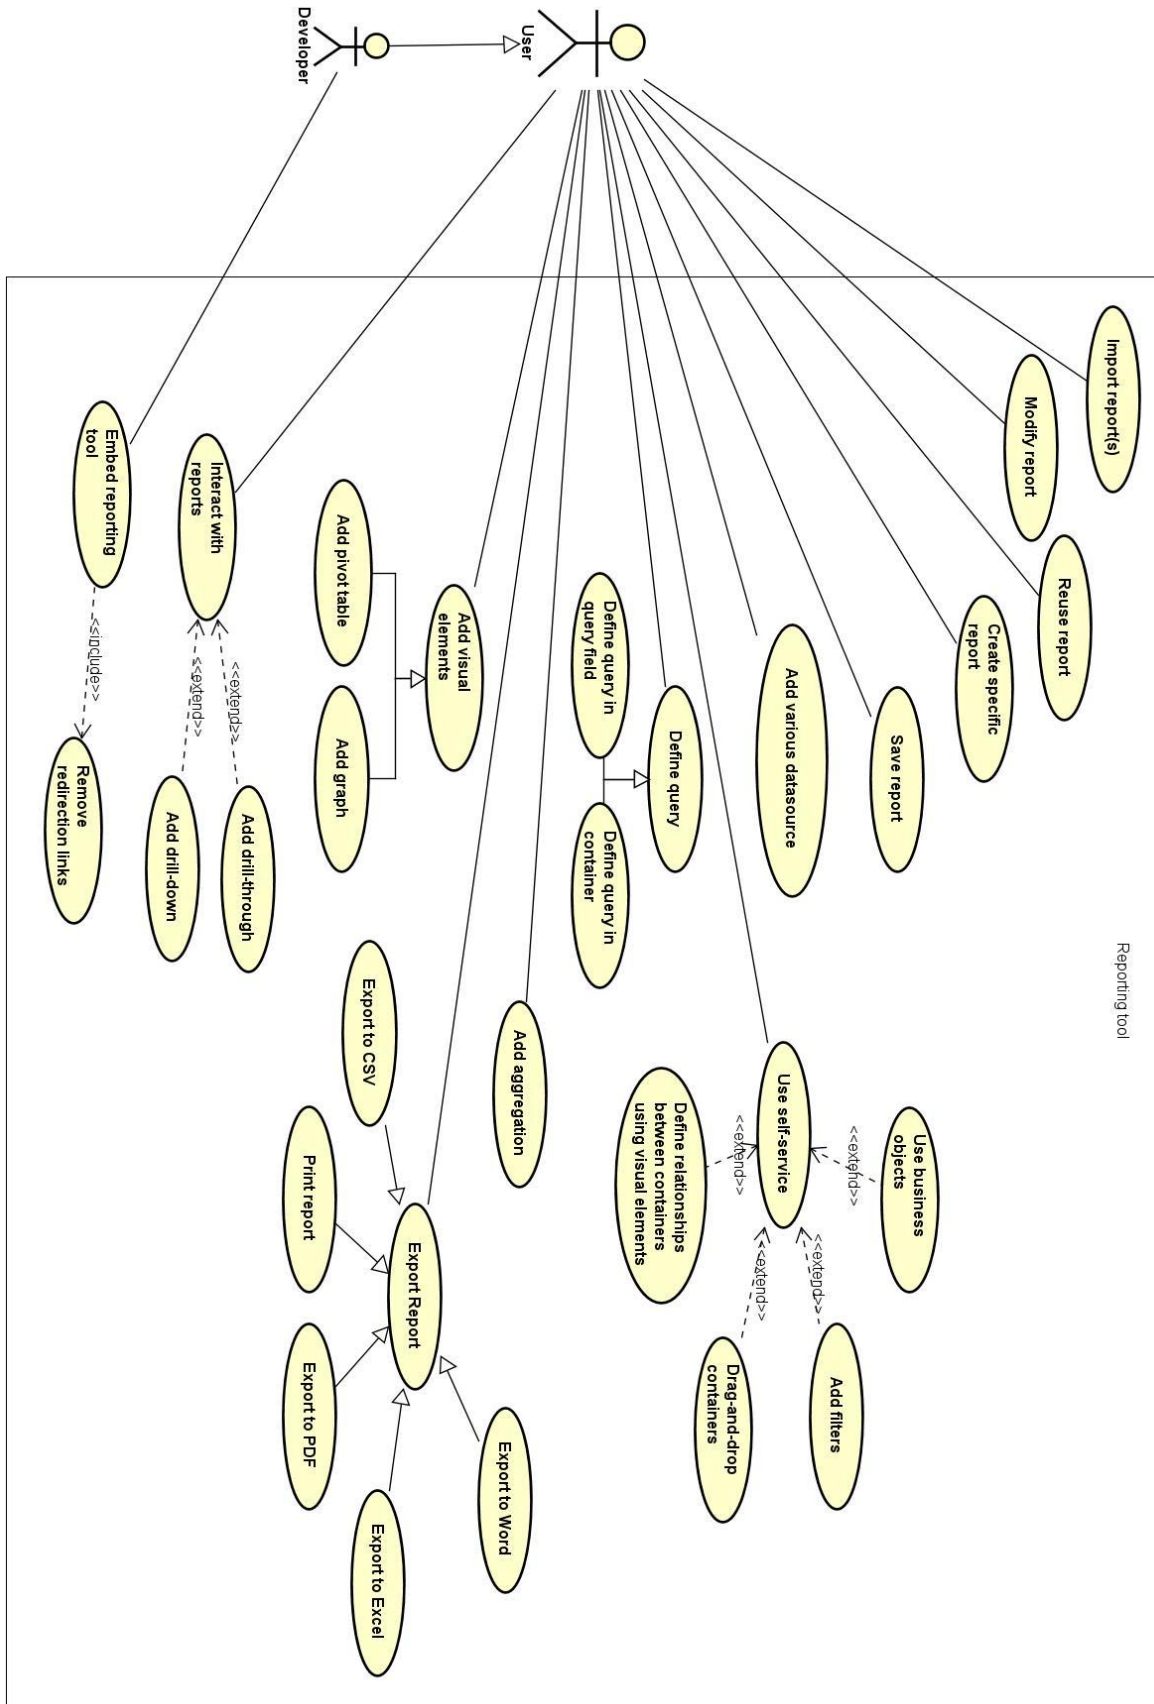 Reporting tool
User
Developer
Import report(s)
Modify report
Reuse report
Create specific
report
Save report
Add various datasource
Define query
Define query in
query field
Define query in
container
Use self-service
Use business
objects
Add filters
Drag-and-drop
containers
Define relationships
between containers
using visual elements
<<extend>>
<<extend>>
<<extend>>
<<extend>>
Add aggregation
Add visual
elements
Add pivot table
Add graph
Export Report
Export to CSV
Print report
Export to PDF
Export to Excel
Export to Word
Interact with
reports
<<extend>>
<<extend>>
Add drill-through
Add drill-down
Embed reporting
tool
<<include>>
Remove
redirection links